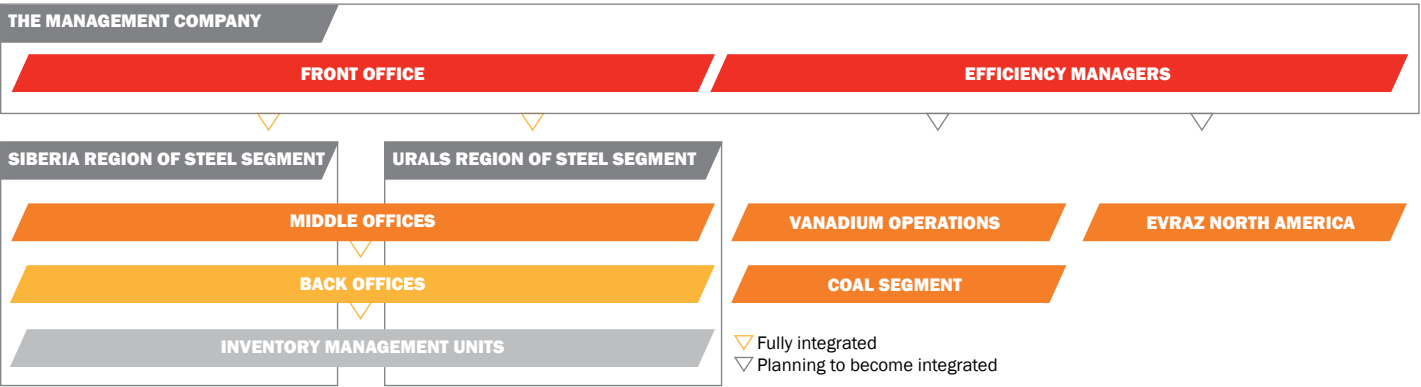 THE MANAGEMENT COMPANY
FRONT OFFICE
EFFICIENCY MANAGERS
SIBERIA REGION OF STEEL SEGMENT
URALS REGION OF STEEL SEGMENT
MIDDLE OFFICES
VANADIUM OPERATIONS
EVRAZ NORTH AMERICA
BACK OFFICES
COAL SEGMENT
INVENTORY MANAGEMENT UNITS
Fully integrated
Planning to become integrated